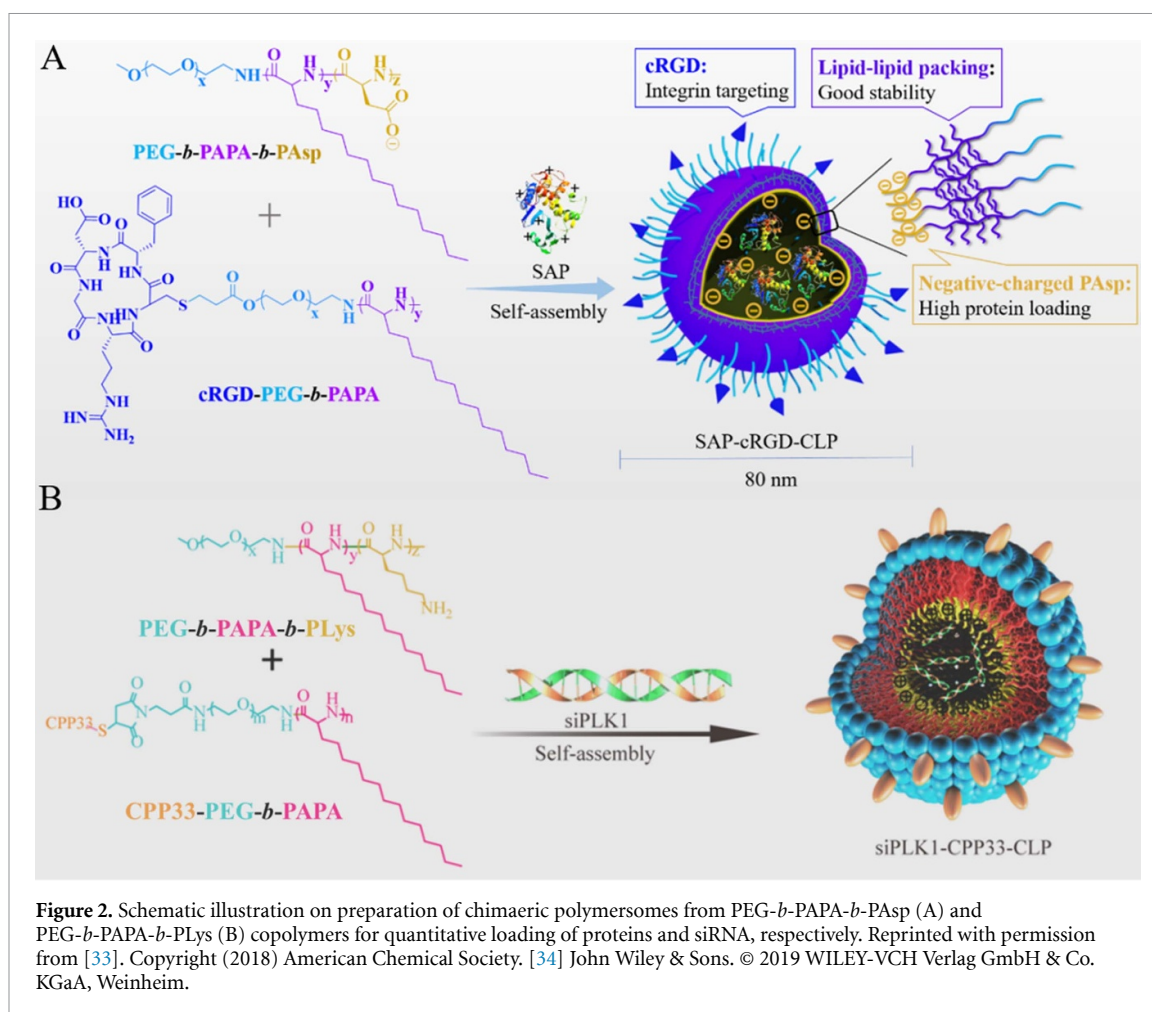 A
cRGD:
Integrin targeting
Lipid-lipid packing:
Good stability
PEG-b-PAPA-b-PAsp
+
SAP
Self-assembly
Negative-charged PAsp:
High protein loading
cRGD-PEG-b-PAPA
SAP-cRGD-CLP
80 nm
B
PEG-b-PAPA-b-PLys
+
siPLK1
Self-assembly
CPP33
CPP33-PEG-b-PAPA
siPLK1-CPP33-CLP
Figure 2. Schematic illustration on preparation of chimaeric polymersomes from PEG-b-PAPA-b-PAsp (A) and
PEG-b-PAPA-b-PLys (B) copolymers for quantitative loading of proteins and siRNA, respectively. Reprinted with permission
from [33]. Copyright (2018) American Chemical Society. [34] John Wiley & Sons. © 2019 WILEY-VCH Verlag GmbH & Co.
KGaA, Weinheim.